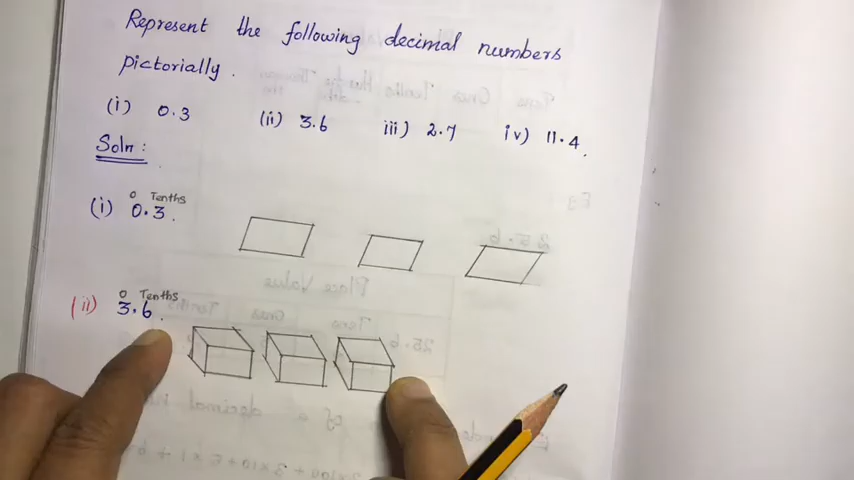 Represent the following decimal numbers
pictorially.
(i) 0.3 (ii) 3.6 iii) 2.7 iv) 11.4.
Soln:
O Tenths
(i) 0.3.
O Tenths
(ii) 3.6.